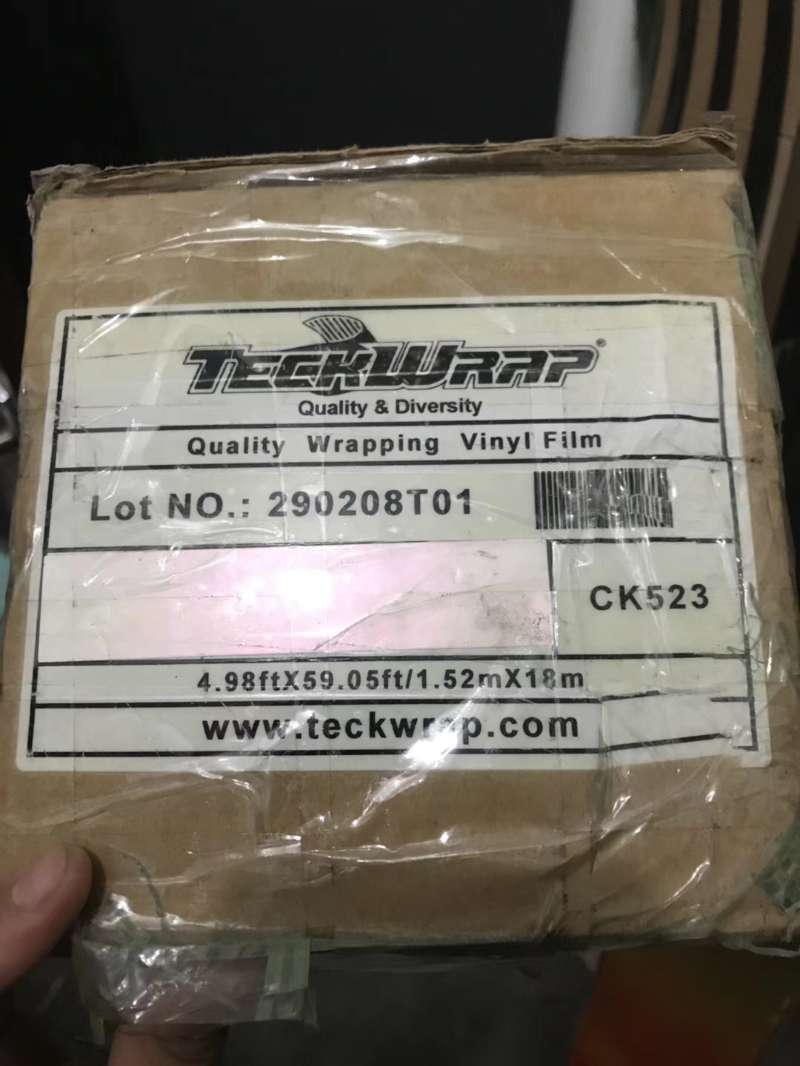 TECKWRAP®
Quality & Diversity
Quality Wrapping Vinyl Film
Lot NO.: 290208T01
CK523
4.98ftX59.05ft/1.52mX18m
www.teckwrap.com